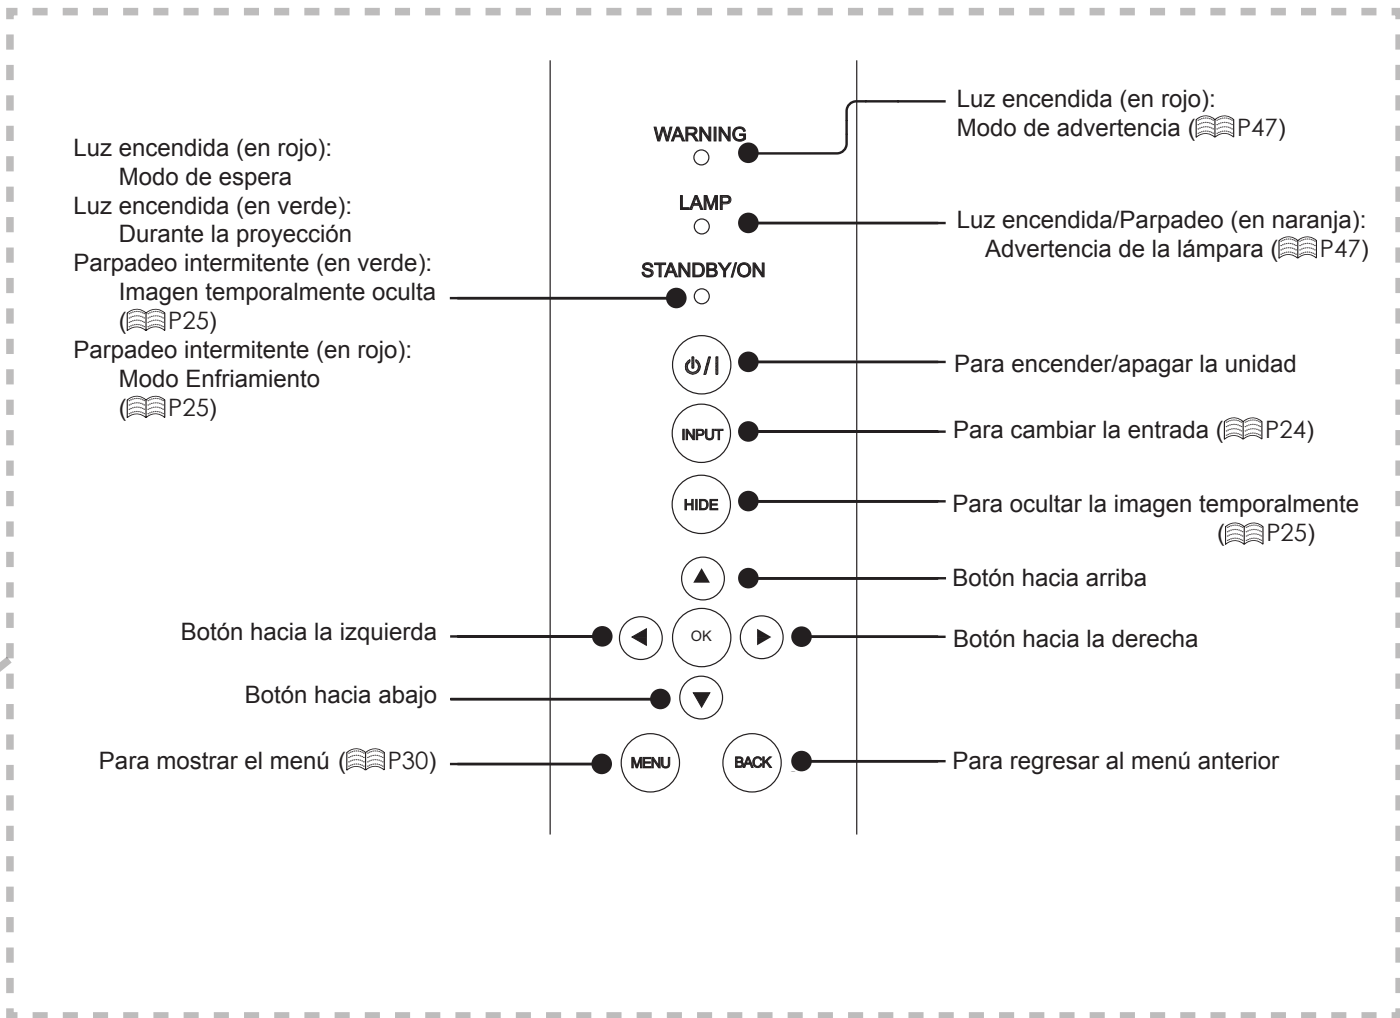 Luz encendida (en rojo):
Modo de espera
Luz encendida (en verde):
Durante la proyección
Parpadeo intermitente (en verde):
Imagen temporalmente oculta
(P25)
Parpadeo intermitente (en rojo):
Modo Enfriamiento
(P25)
WARNING
Luz encendida (en rojo):
Modo de advertencia (P47)
LAMP
Luz encendida/Parpadeo (en naranja):
Advertencia de la lámpara (P47)
STANDBY/ON
Para encender/apagar la unidad
INPUT
Para cambiar la entrada (P24)
HIDE
Para ocultar la imagen temporalmente
(P25)
Botón hacia arriba
Botón hacia la izquierda
OK
Botón hacia la derecha
Botón hacia abajo
Para mostrar el menú (P30)
MENU
BACK
Para regresar al menú anterior